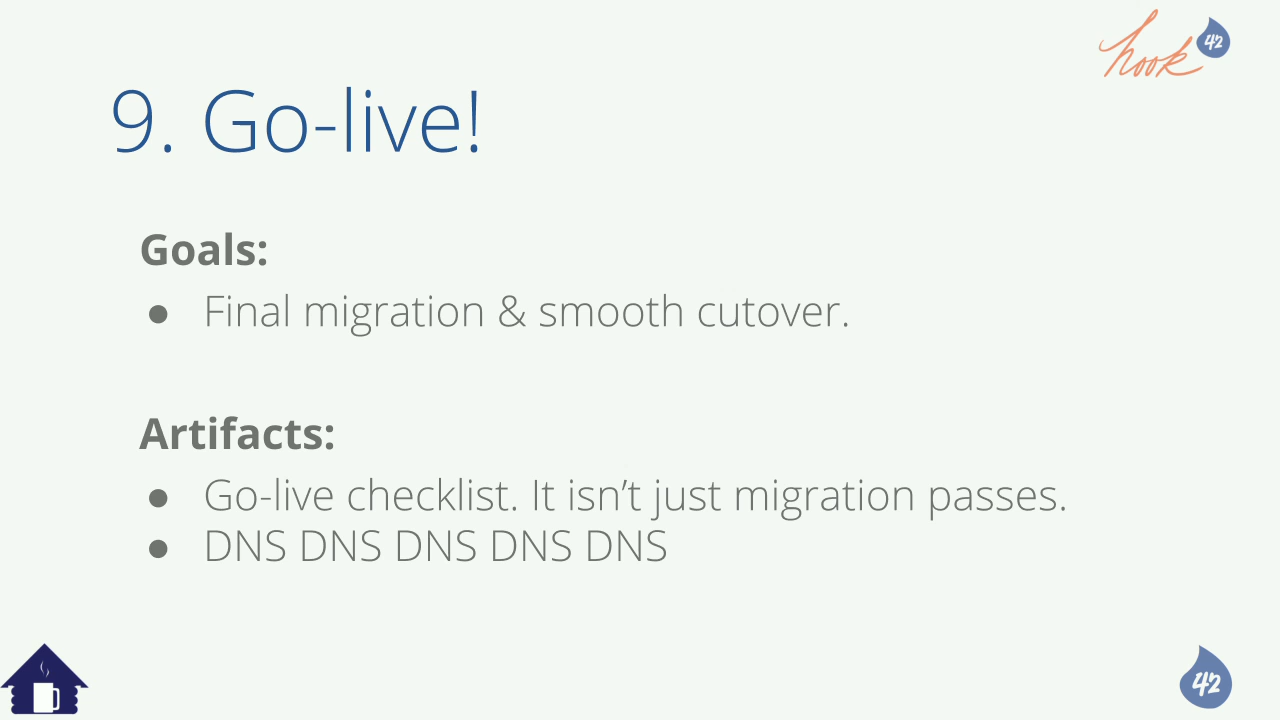 hook 42
9. Go-live!
Goals:
● Final migration & smooth cutover.
Artifacts:
● Go-live checklist. It isn’t just migration passes.
● DNS DNS DNS DNS DNS
42